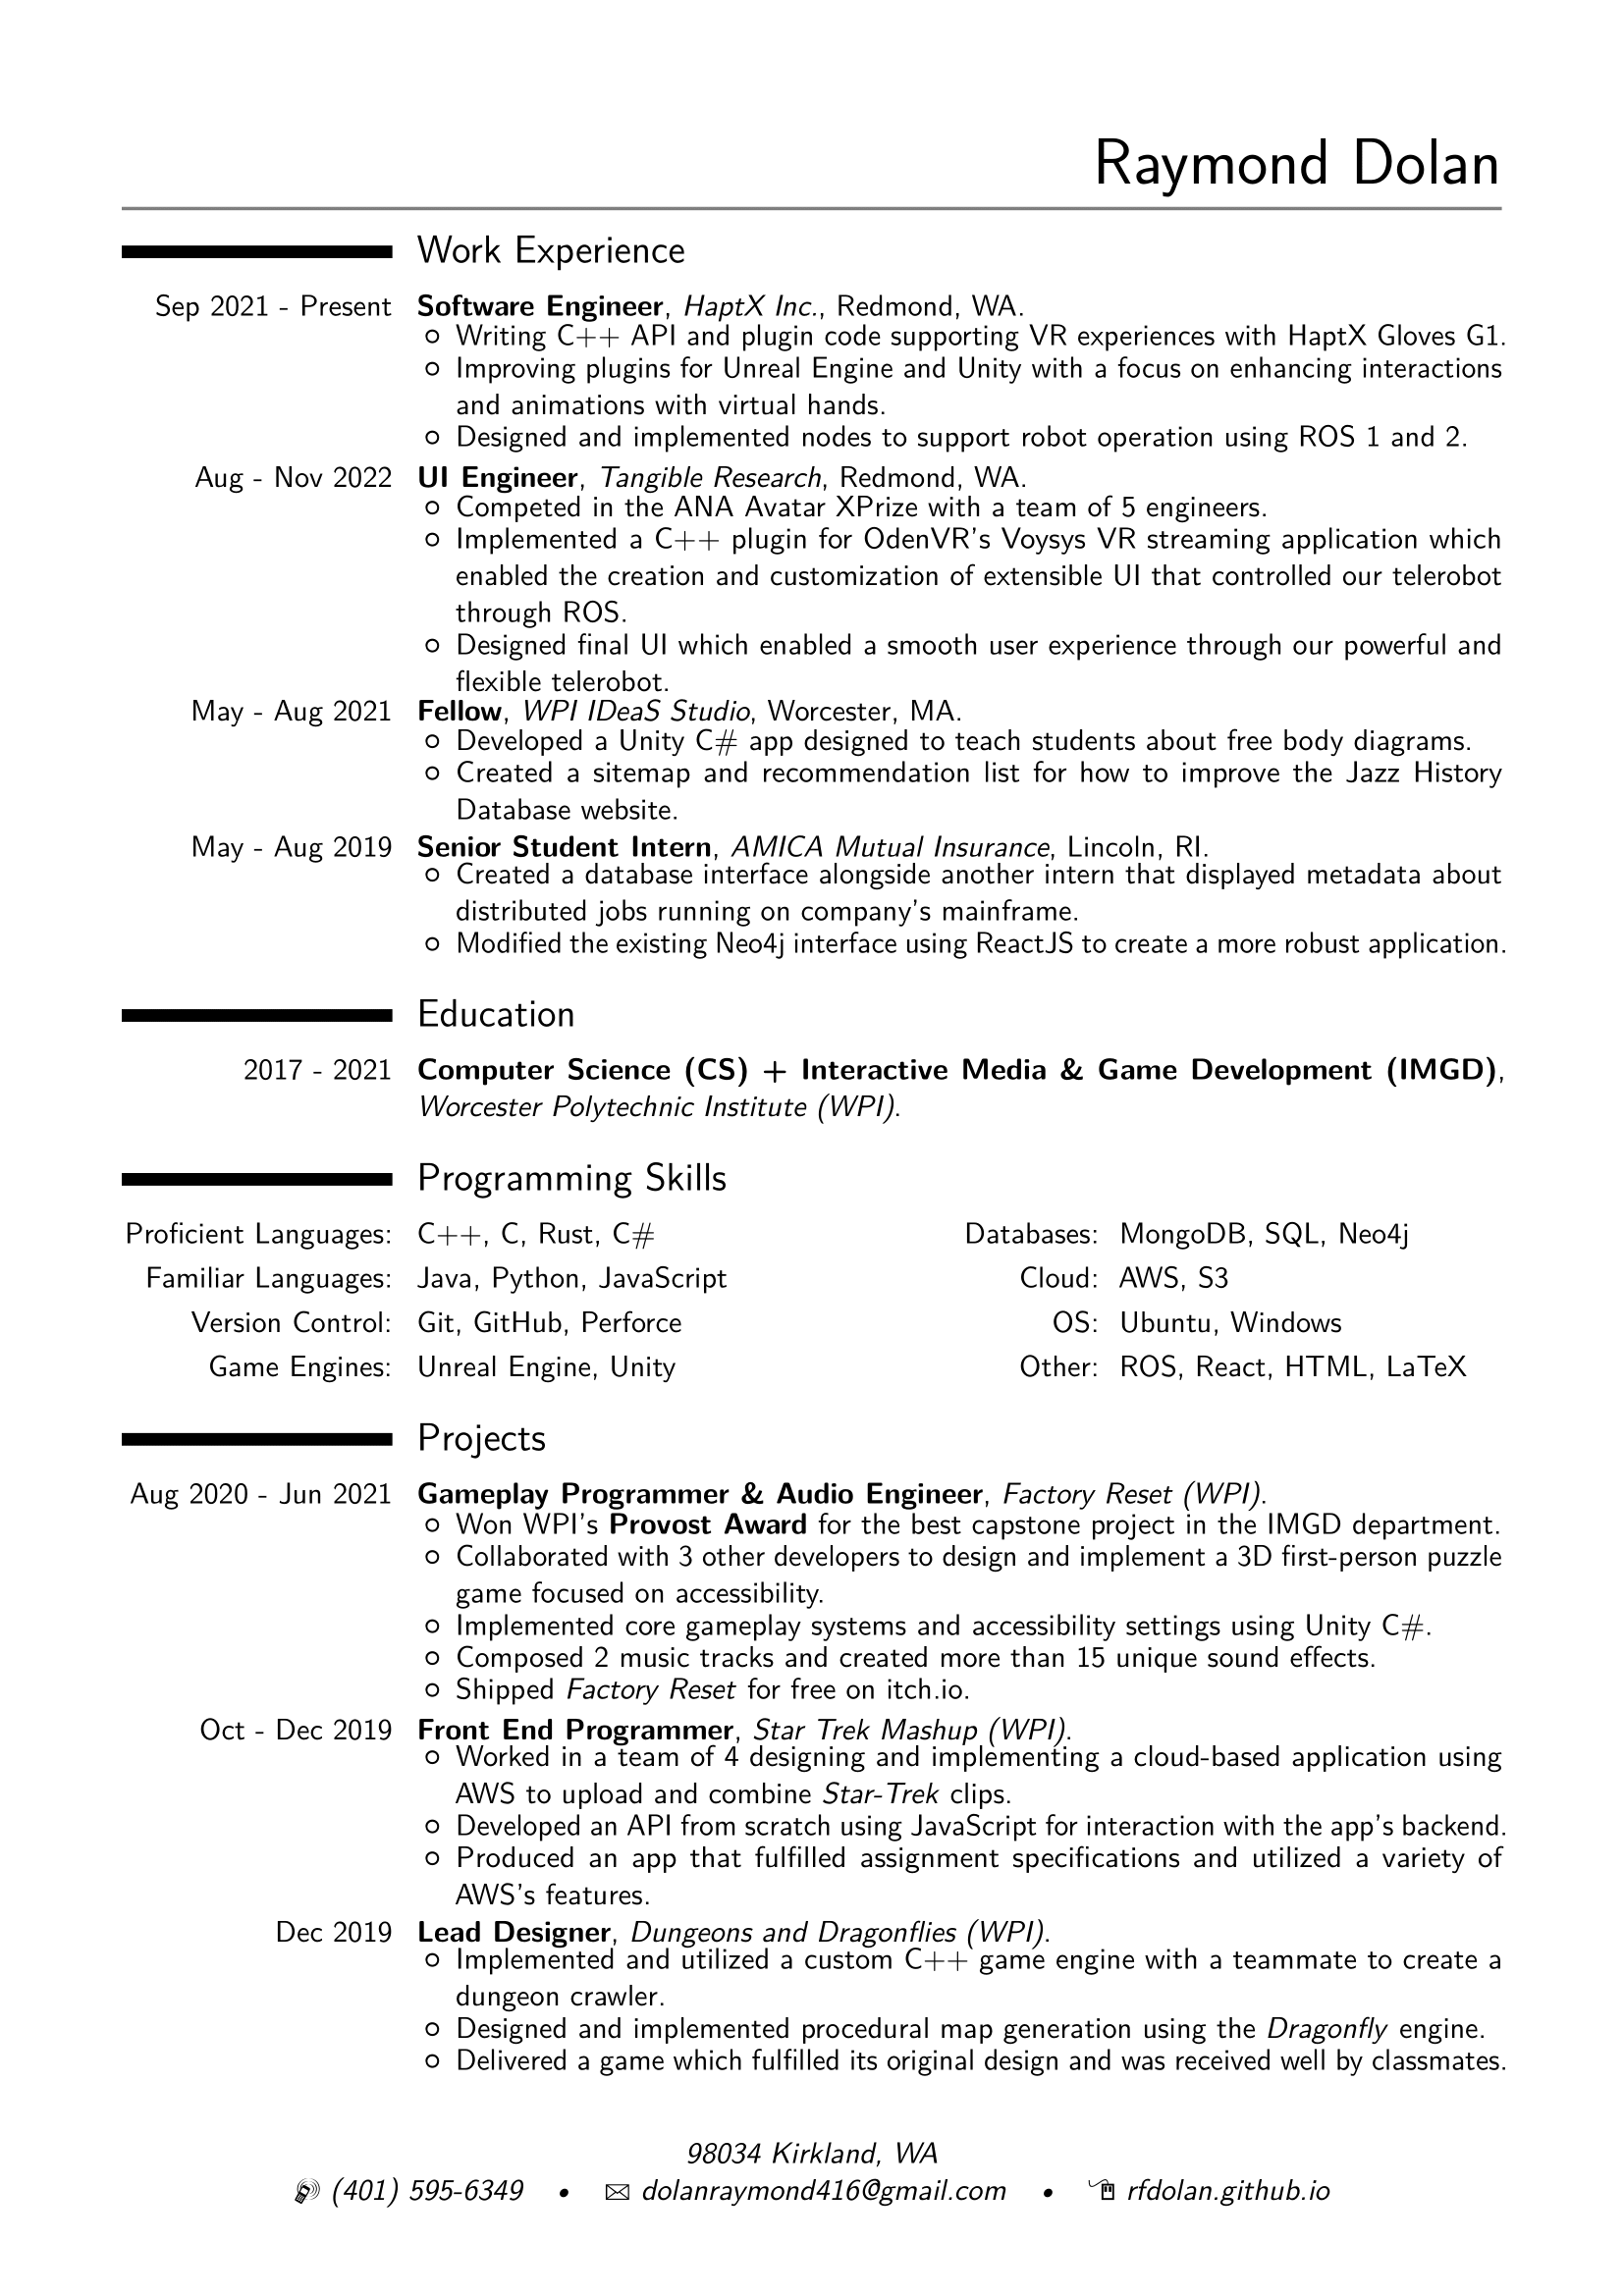 Raymond Dolan
Work Experience
Sep 2021 - Present Software Engineer, HaptX Inc., Redmond, WA.
Writing C++ API and plugin code supporting VR experiences with HaptX Gloves G1.
Improving plugins for Unreal Engine and Unity with a focus on enhancing interactions
and animations with virtual hands.
Designed and implemented nodes to support robot operation using ROS 1 and 2.
Aug - Nov 2022 UI Engineer, Tangible Research, Redmond, WA.
Competed in the ANA Avatar XPrize with a team of 5 engineers.
Implemented a C++ plugin for OdenVR's Voysys VR streaming application which
enabled the creation and customization of extensible UI that controlled our telerobot
through ROS.
Designed final UI which enabled a smooth user experience through our powerful and
flexible telerobot.
May - Aug 2021 Fellow, WPI IDeaS Studio, Worcester, MA.
Developed a Unity C# app designed to teach students about free body diagrams.
Created a sitemap and recommendation list for how to improve the Jazz History
Database website.
May - Aug 2019 Senior Student Intern, AMICA Mutual Insurance, Lincoln, RI.
Created a database interface alongside another intern that displayed metadata about
distributed jobs running on company's mainframe.
Modified the existing Neo4j interface using ReactJS to create a more robust application.
Education
2017 - 2021 Computer Science (CS) + Interactive Media & Game Development (IMGD),
Worcester Polytechnic Institute (WPI).
Programming Skills
Proficient Languages: C++, C, Rust, C# Databases: MongoDB, SQL, Neo4j
Familiar Languages: Java, Python, JavaScript Cloud: AWS, S3
Version Control: Git, GitHub, Perforce OS: Ubuntu, Windows
Game Engines: Unreal Engine, Unity Other: ROS, React, HTML, LaTeX
Projects
Aug 2020 - Jun 2021 Gameplay Programmer & Audio Engineer, Factory Reset (WPI).
Won WPI's Provost Award for the best capstone project in the IMGD department.
Collaborated with 3 other developers to design and implement a 3D first-person puzzle
game focused on accessibility.
Implemented core gameplay systems and accessibility settings using Unity C#.
Composed 2 music tracks and created more than 15 unique sound effects.
Shipped Factory Reset for free on itch.io.
Oct - Dec 2019 Front End Programmer, Star Trek Mashup (WPI).
Worked in a team of 4 designing and implementing a cloud-based application using
AWS to upload and combine Star-Trek clips.
Developed an API from scratch using JavaScript for interaction with the app's backend.
Produced an app that fulfilled assignment specifications and utilized a variety of
AWS's features.
Dec 2019 Lead Designer, Dungeons and Dragonflies (WPI).
Implemented and utilized a custom C++ game engine with a teammate to create a
dungeon crawler.
Designed and implemented procedural map generation using the Dragonfly engine.
Delivered a game which fulfilled its original design and was received well by classmates.
98034 Kirkland, WA
(401) 595-6349 • dolanraymond416@gmail.com • rfdolan.github.io